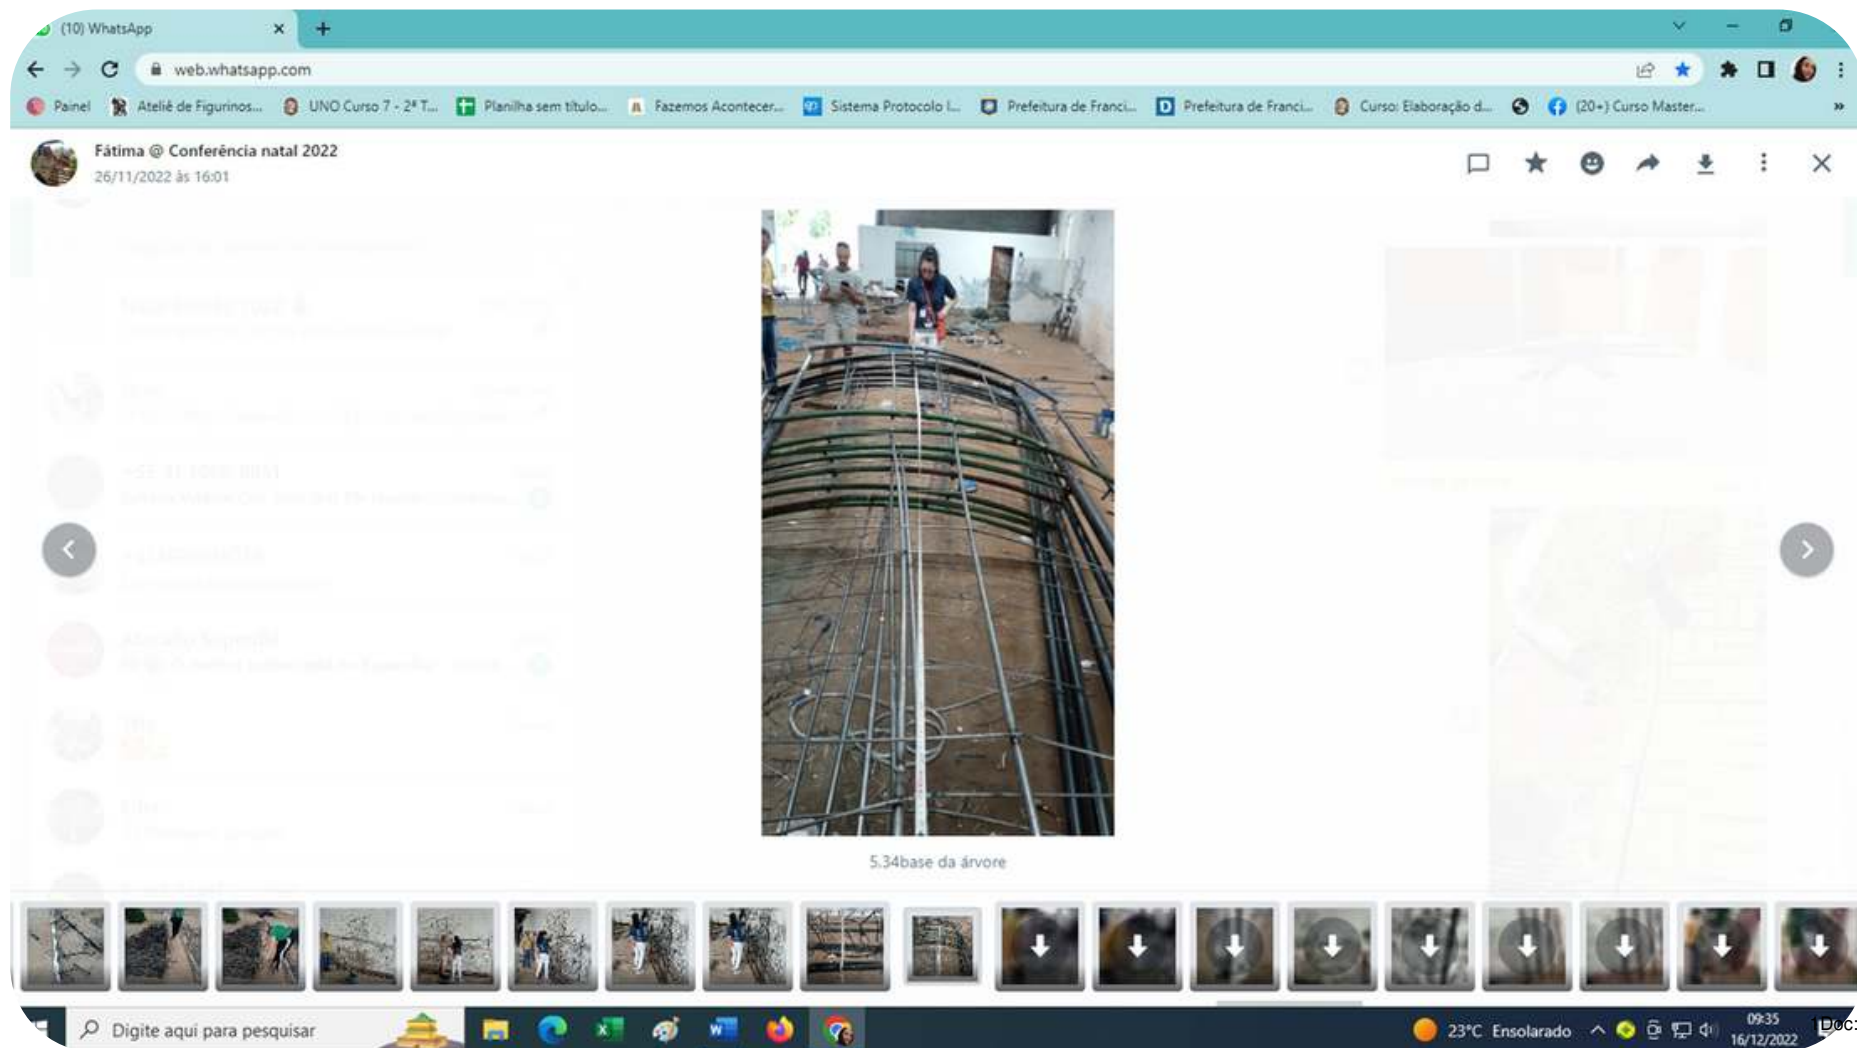 (10) WhatsApp
web.whatsapp.com
Painel
Ateliê de Figurinos...
UNO Curso 7 - 2ª T...
Planilha sem título...
Fazemos Acontecer...
Sistema Protocolo I...
Prefeitura de Franci...
Prefeitura de Franci...
Curso: Elaboração d...
(20+) Curso Master...
Fátima @ Conferência natal 2022
26/11/2022 às 16:01
5.34base da árvore
Digite aqui para pesquisar
23°C Ensolarado
09:35
16/12/2022
1Doc: